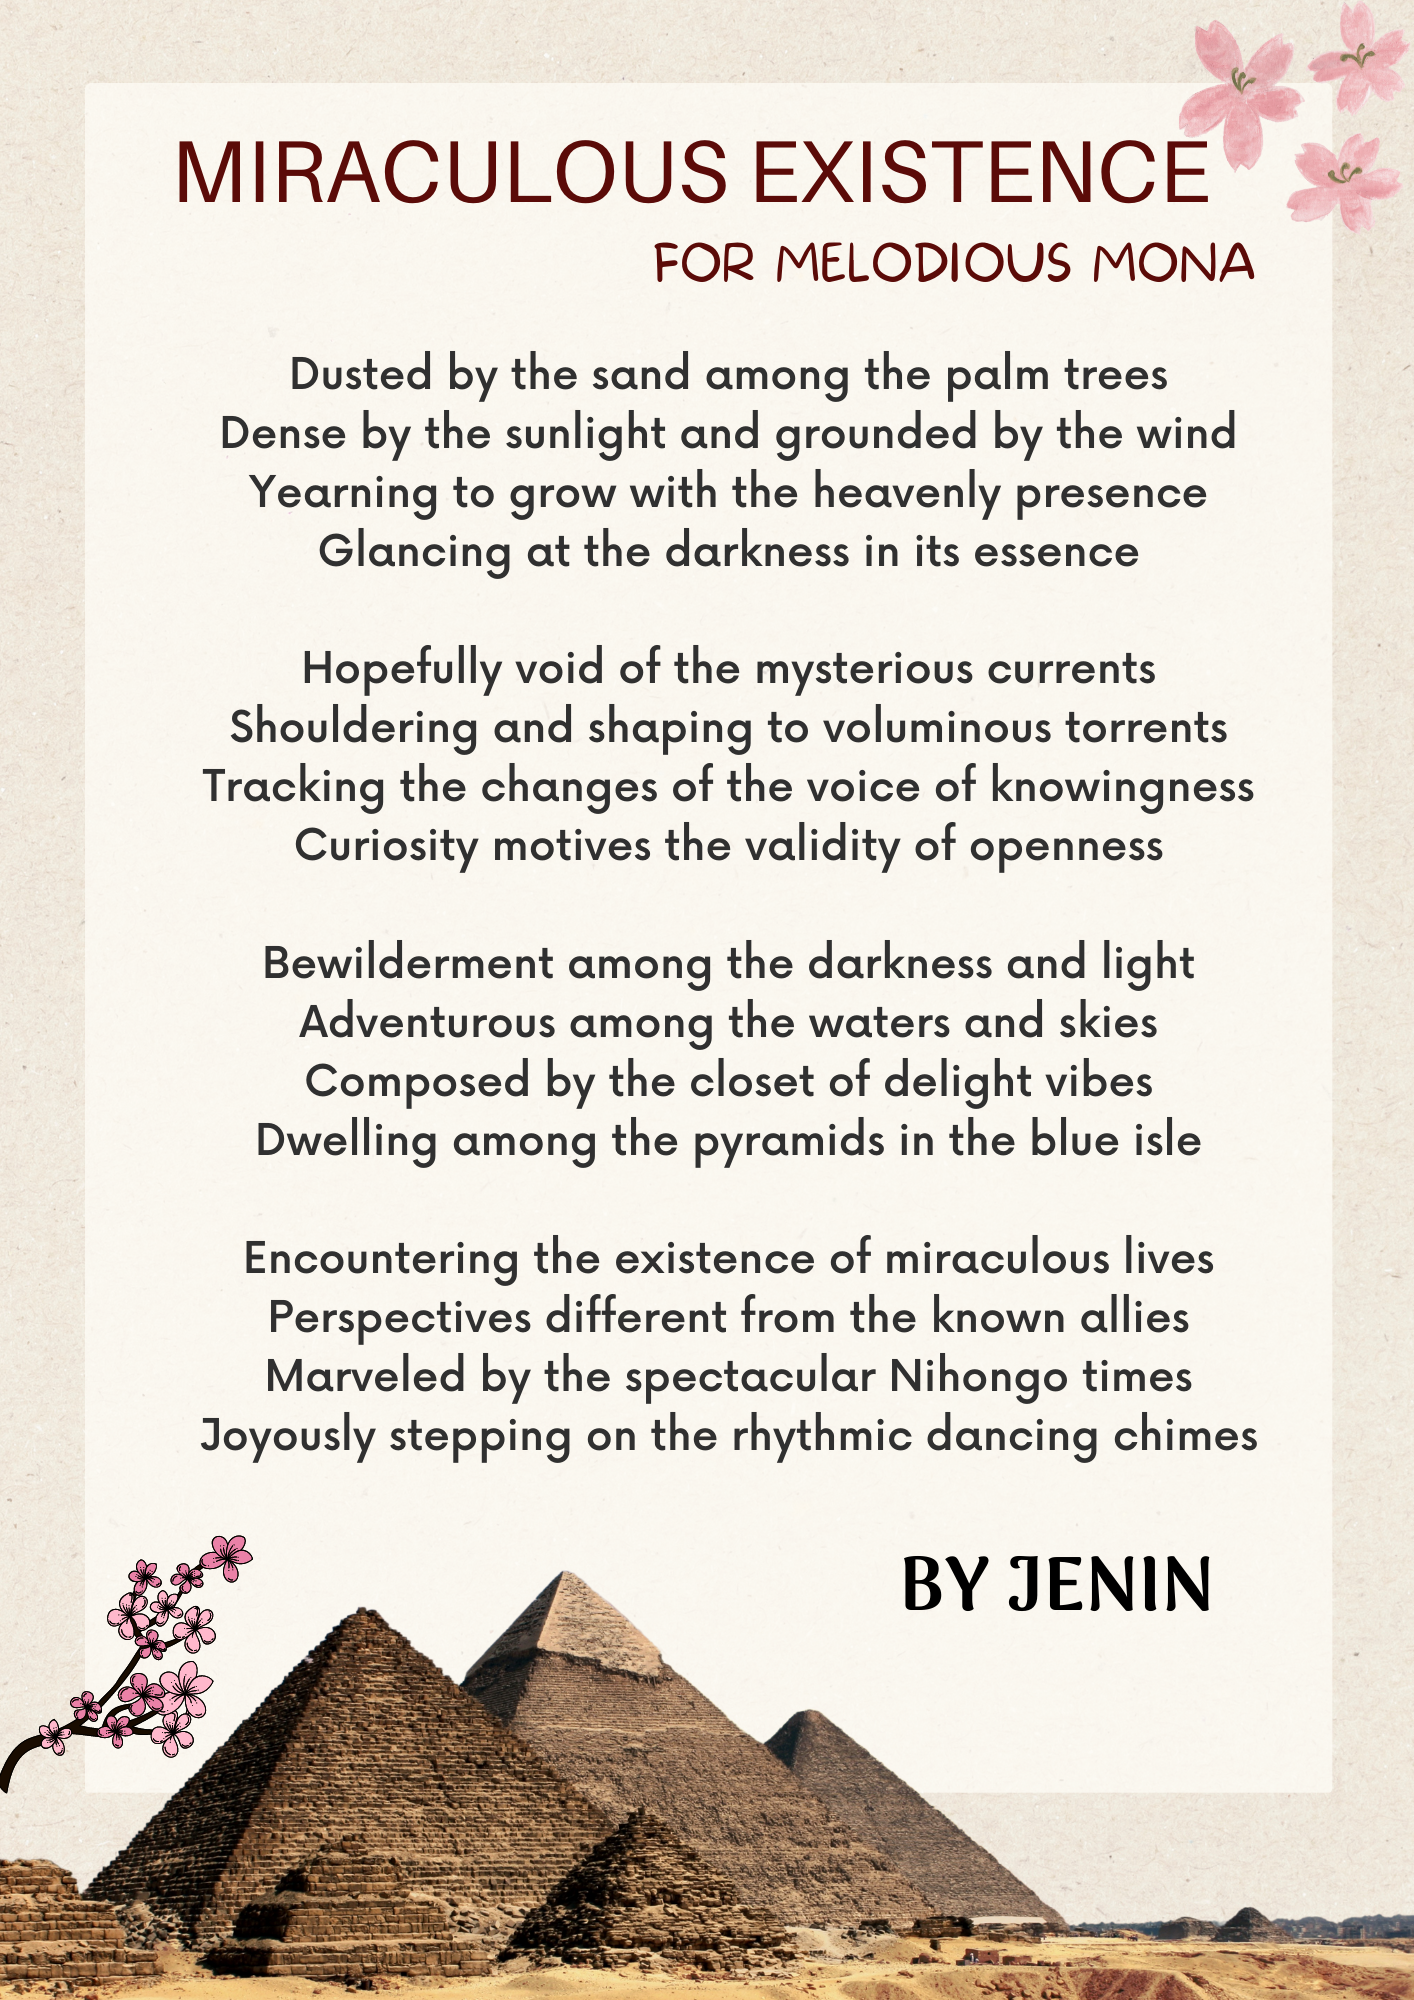 MIRACULOUS EXISTENCE
FOR MELODIOUS MONA
Dusted by the sand among the palm trees
Dense by the sunlight and grounded by the wind
Yearning to grow with the heavenly presence
Glancing at the darkness in its essence
Hopefully void of the mysterious currents
Shouldering and shaping to voluminous torrents
Tracking the changes of the voice of knowingness
Curiosity motives the validity of openness
Bewilderment among the darkness and light
Adventurous among the waters and skies
Composed by the closet of delight vibes
Dwelling among the pyramids in the blue isle
Encountering the existence of miraculous lives
Perspectives different from the known allies
Marveled by the spectacular Nihongo times
Joyously stepping on the rhythmic dancing chimes
BY JENIN